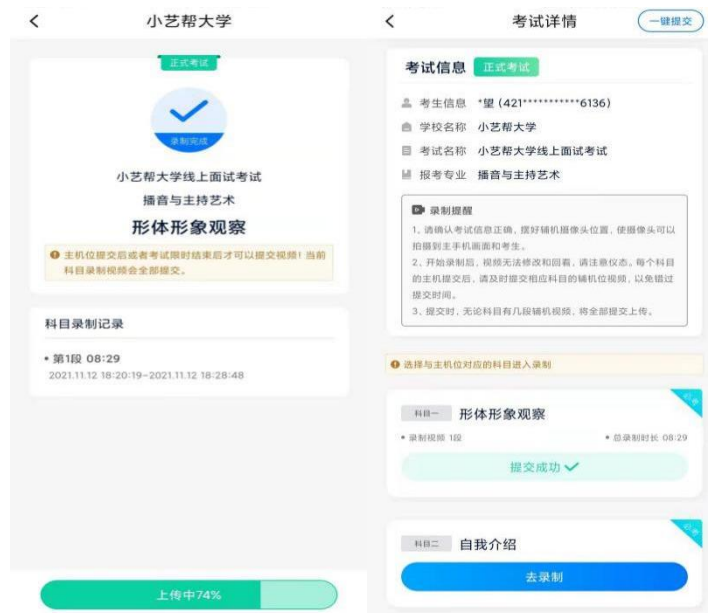 小艺帮大学
正式考试
录制完成
小艺帮大学线上面试考试
播音与主持艺术
形体形象观察
主机位提交后或者考试限时结束后才可以提交视频！当前
科目录制视频会全部提交。
科目录制记录
• 第1段 08:29
2021.11.12 18:20:19-2021.11.12 18:28:48
上传中74%
考试详情
一键提交
考试信息 正式考试
考生信息 *望 (421***********6136)
学校名称 小艺帮大学
考试名称 小艺帮大学线上面试考试
报考专业 播音与主持艺术
录制提醒
1、请确认考试信息正确，摆好辅机摄像头位置，使摄像头可以
拍摄到主手机画面和考生。
2、开始录制后，视频无法修改和回看，请注意仪态。每个科目
的主机提交后，请及时提交相应科目的辅机位视频，以免错过
提交时间。
3、提交时，无论科目有几段辅机视频，将全部提交上传。
选择与主机位对应的科目进入录制
必考
科目一 形体形象观察
• 录制视频 1段 • 总录制时长 08:29
提交成功
必考
科目二 自我介绍
去录制